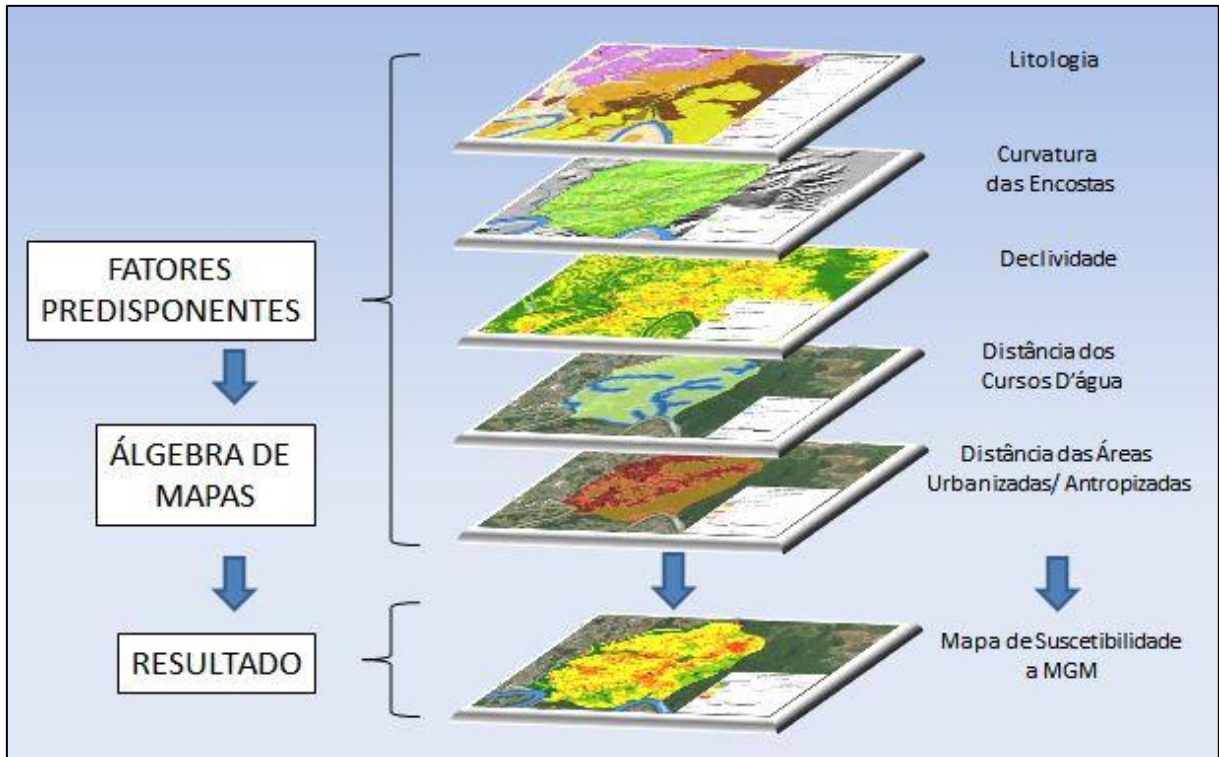 Litologia
Curvatura
das Encostas
FATORES
PREDISPONENTES
Declividade
Distância dos
Cursos D'água
ÁLGEBRA DE
MAPAS
Distância das Áreas
Urbanizadas/ Antropizadas
RESULTADO
Mapa de Suscetibilidade
a MGM